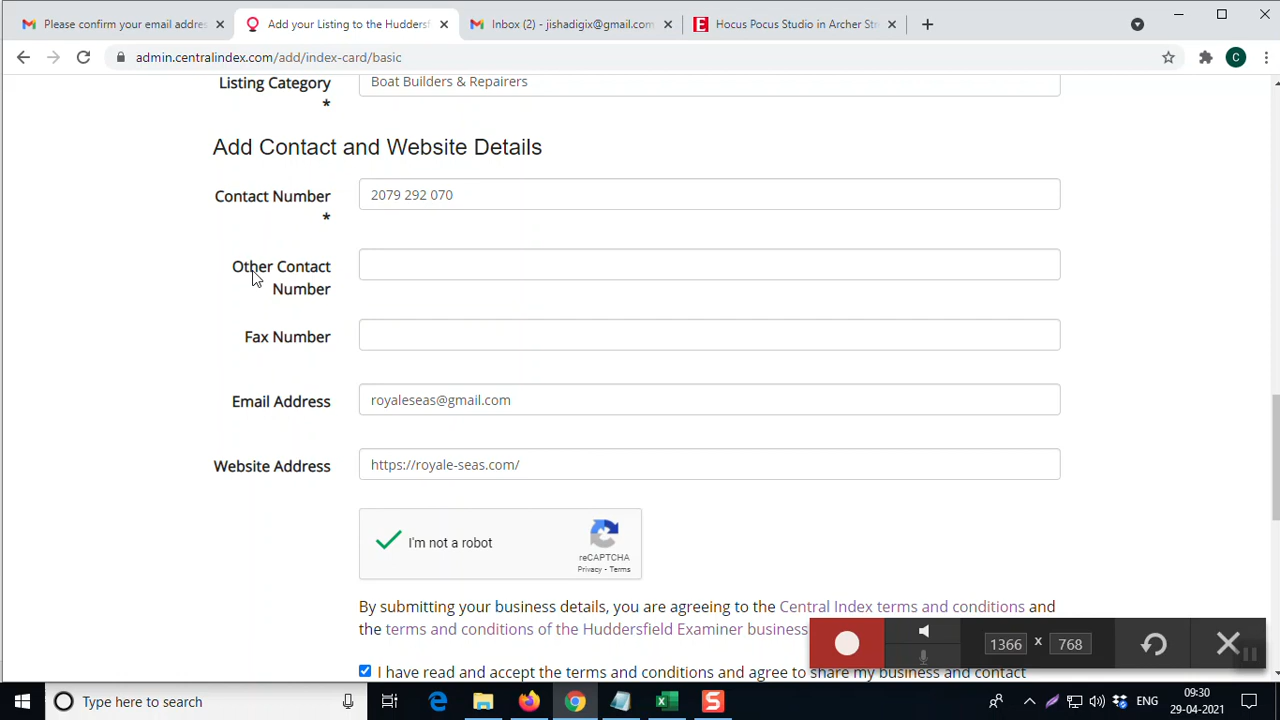 Please confirm your email addre
Add your Listing to the Huddersf
Inbox (2) - jishadigix@gmail.com
Hocus Pocus Studio in Archer Str
admin.centralindex.com/add/index-card/basic
C
Listing Category
*
Boat Builders & Repairers
Add Contact and Website Details
Contact Number
*
2079 292 070
Other Contact
Number
Fax Number
Email Address
royaleseas@gmail.com
Website Address
https://royale-seas.com/
I'm not a robot
reCAPTCHA
Privacy - Terms
By submitting your business details, you are agreeing to the Central Index terms and conditions and
the terms and conditions of the Huddersfield Examiner business
1366 x 768
I have read and accept the terms and conditions and agree to share my business and contact
Type here to search
ENG
09:30
29-04-2021